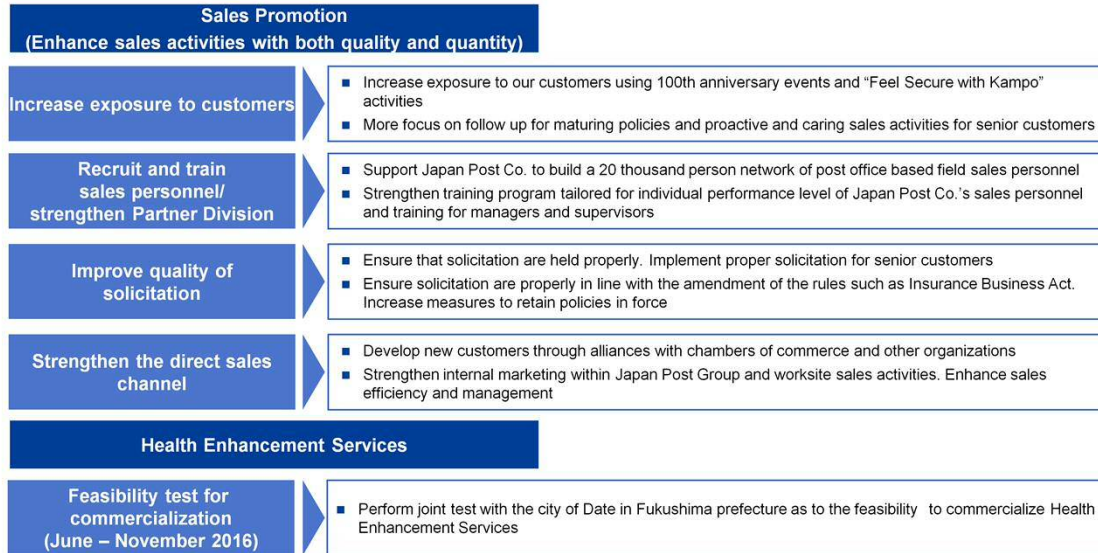 Sales Promotion
(Enhance sales activities with both quality and quantity)
Increase exposure to customers
■ Increase exposure to our customers using 100th anniversary events and “Feel Secure with Kampo”
activities
■ More focus on follow up for maturing policies and proactive and caring sales activities for senior customers
Recruit and train
sales personnel/
strengthen Partner Division
■ Support Japan Post Co. to build a 20 thousand person network of post office based field sales personnel
■ Strengthen training program tailored for individual performance level of Japan Post Co.’s sales personnel
and training for managers and supervisors
Improve quality of
solicitation
■ Ensure that solicitation are held properly. Implement proper solicitation for senior customers
■ Ensure solicitation are properly in line with the amendment of the rules such as Insurance Business Act.
Increase measures to retain policies in force
Strengthen the direct sales
channel
■ Develop new customers through alliances with chambers of commerce and other organizations
■ Strengthen internal marketing within Japan Post Group and worksite sales activities. Enhance sales
efficiency and management
Health Enhancement Services
Feasibility test for
commercialization
(June – November 2016)
■ Perform joint test with the city of Date in Fukushima prefecture as to the feasibility to commercialize Health
Enhancement Services